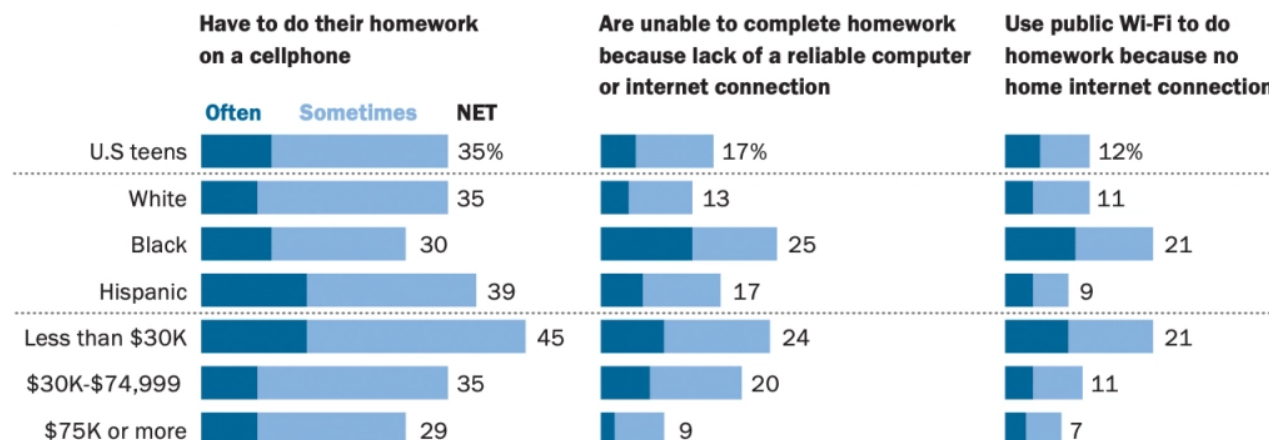 Have to do their homework
on a cellphone
Are unable to complete homework
because lack of a reliable computer
or internet connection
Use public Wi-Fi to do
homework because no
home internet connection
Often Sometimes NET
U.S teens 35% 17% 12%
White 35 13 11
Black 30 25 21
Hispanic 39 17 9
Less than $30K 45 24 21
$30K-$74,999 35 20 11
$75K or more 29 9 7